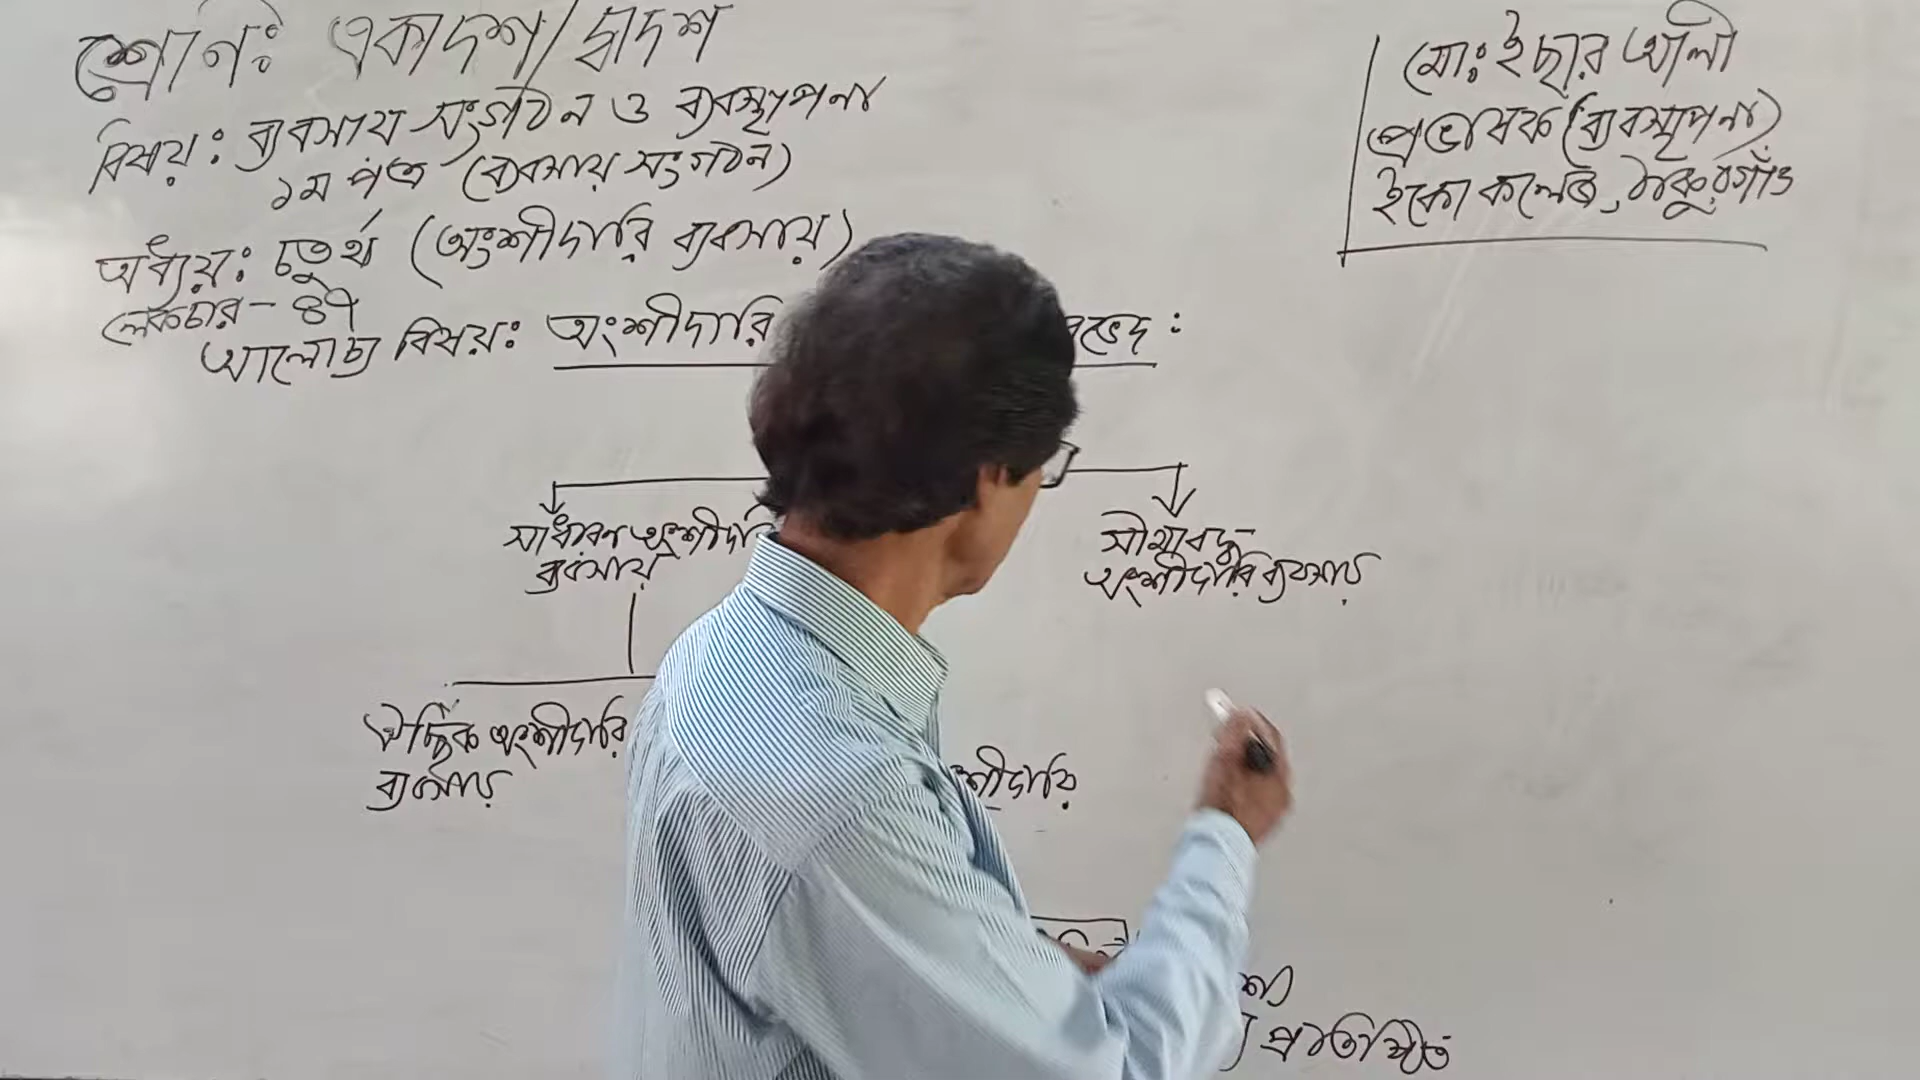 শ্রেণিঃ একাদশ/দ্বাদশ
বিষয়ঃ ব্যবসায় সংগঠন ও ব্যবস্থাপনা
১ম পত্র (ব্যবসায় সংগঠন)
অধ্যায়ঃ চতুর্থ (অংশীদারি ব্যবসায়)
লেকচার-৪৭
আলোচ্য বিষয়ঃ অংশীদারি
মোঃ ইছার আলী
প্রভাষক (ব্যবস্থাপনা)
ইকো কলেজ, ঠাকুরগাঁও
সাধারণ অংশীদারি
ব্যবসায়
সীমাবদ্ধ
অংশীদারি ব্যবসায়
ঐচ্ছিক অংশীদারি
ব্যবসায়
শীদারি